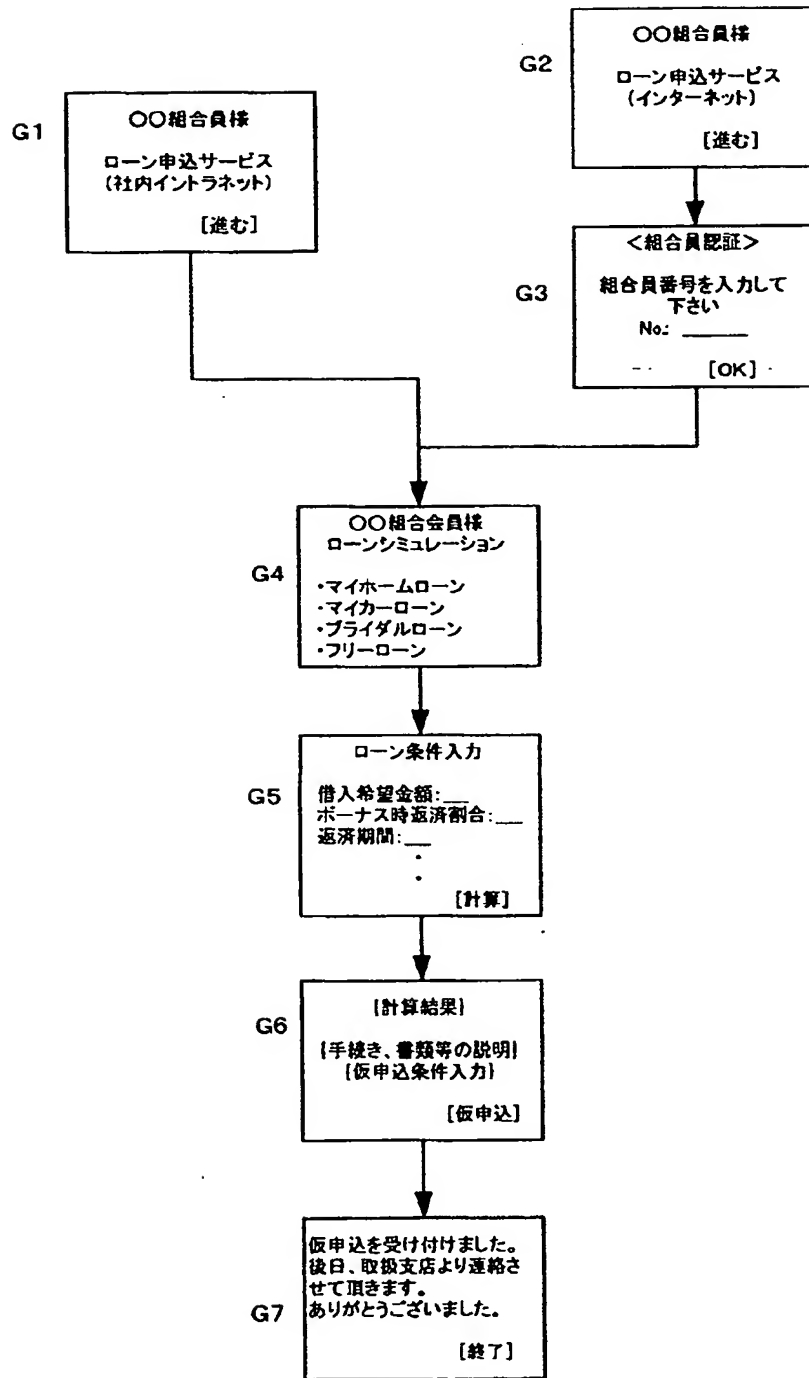 G1
〇〇組合員様
ローン申込サービス
(社内イントラネット)
[進む]
G2
〇〇組合員様
ローン申込サービス
(インターネット)
[進む]
G3
<組合員認証>
組合員番号を入力して
下さい
No.: ______
[OK]
G4
〇〇組合会員様
ローンシミュレーション
・マイホームローン
・マイカーローン
・ブライダルローン
・フリーローン
G5
ローン条件入力
借入希望金額:__
ボーナス時返済割合:__
返済期間:__
・
・
[計算]
G6
{計算結果}
{手続き、書類等の説明}
{仮申込条件入力}
[仮申込]
G7
仮申込を受け付けました。
後日、取扱支店より連絡さ
せて頂きます。
ありがとうございました。
[終了]